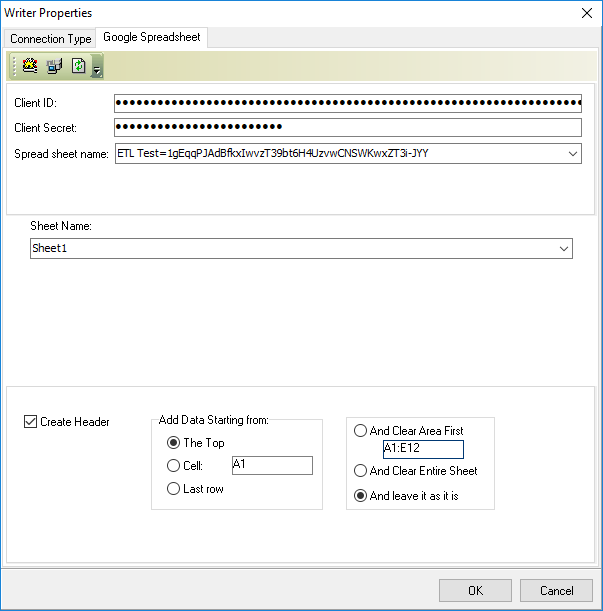 Writer Properties
Connection Type
Google Spreadsheet
Client ID:
Client Secret:
Spread sheet name:
ETL Test=1gEqqPJAdBfkxIwvzT39bt6H4UzvwCNSWKwxZT3i-JYY
Sheet Name:
Sheet1
Create Header
Add Data Starting from:
The Top
Cell:
A1
Last row
And Clear Area First
A1:E12
And Clear Entire Sheet
And leave it as it is
OK
Cancel